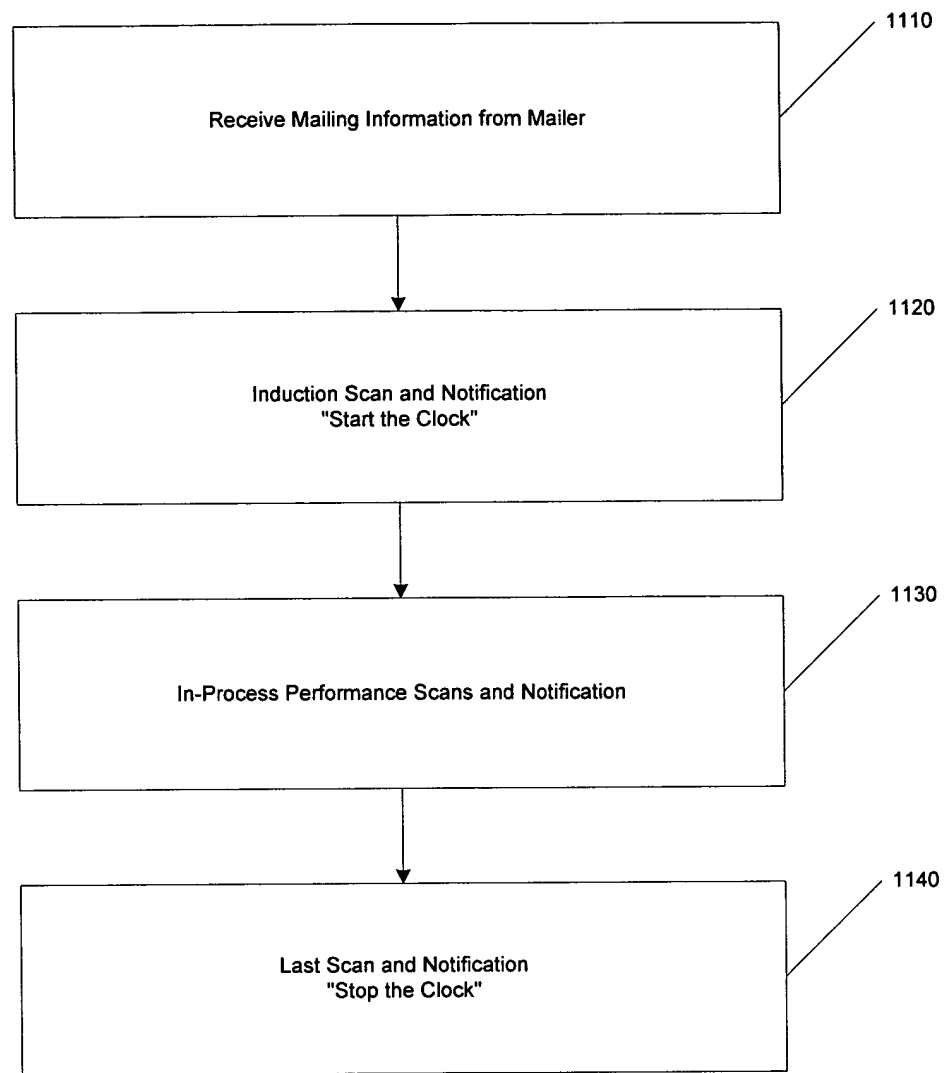 1110
Receive Mailing Information from Mailer
1120
Induction Scan and Notification
"Start the Clock"
1130
In-Process Performance Scans and Notification
1140
Last Scan and Notification
"Stop the Clock"